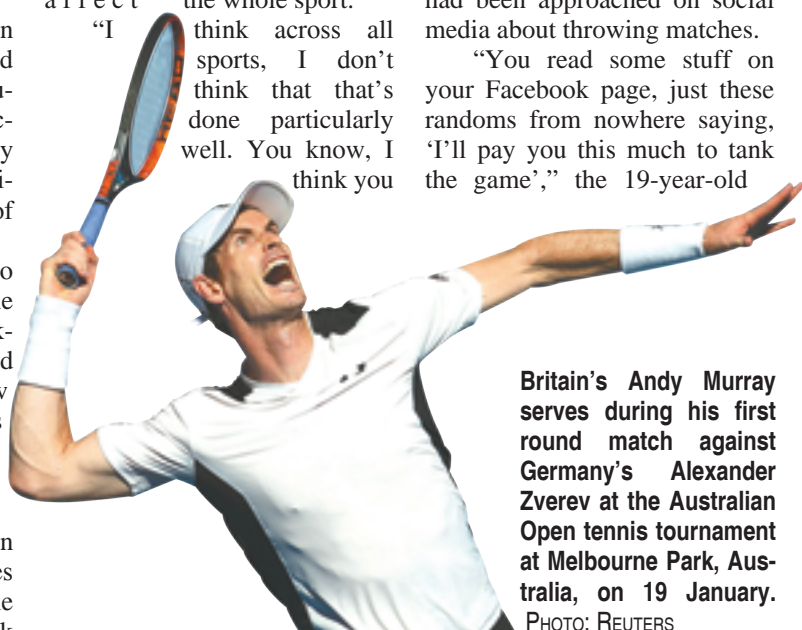 affect the whole sport.
“I think across all
sports, I don’t
think that that’s
done particularly
well. You know, I
think you
had been approached on social
media about throwing matches.
“You read some stuff on
your Facebook page, just these
randoms from nowhere saying,
‘I’ll pay you this much to tank
the game’,” the 19-year-old
Britain’s Andy Murray
serves during his first
round match against
Germany’s Alexander
Zverev at the Australian
Open tennis tournament
at Melbourne Park, Aus-
tralia, on 19 January.
PHOTO: REUTERS